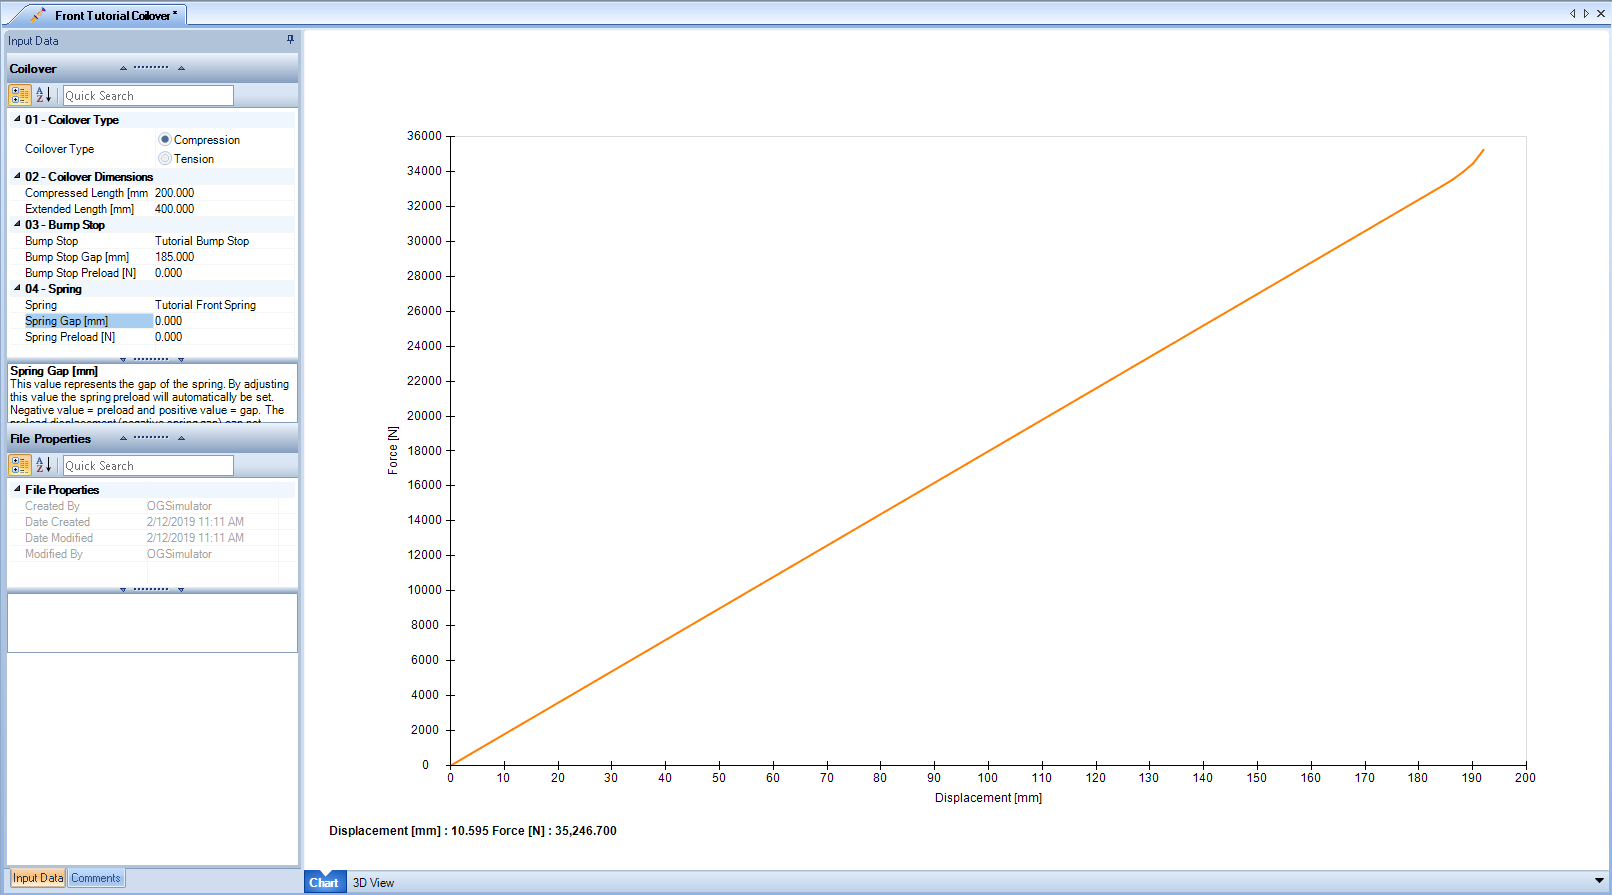 Front Tutorial Coilover *
Input Data
Coilover
Quick Search
01 - Coilover Type
Coilover Type
Compression
Tension
02 - Coilover Dimensions
Compressed Length [mm 200.000
Extended Length [mm] 400.000
03 - Bump Stop
Bump Stop Tutorial Bump Stop
Bump Stop Gap [mm] 185.000
Bump Stop Preload [N] 0.000
04 - Spring
Spring Tutorial Front Spring
Spring Gap [mm] 0.000
Spring Preload [N] 0.000
Spring Gap [mm]
This value represents the gap of the spring. By adjusting
this value the spring preload will automatically be set.
Negative value = preload and positive value = gap. The
preload displacement (negative spring gap) can not
File Properties
Quick Search
File Properties
Created By OGSimulator
Date Created 2/12/2019 11:11 AM
Date Modified 2/12/2019 11:11 AM
Modified By OGSimulator
Input Data Comments
36000
34000
32000
30000
28000
26000
24000
22000
20000
18000
16000
14000
12000
10000
8000
6000
4000
2000
0
Force [N]
0 10 20 30 40 50 60 70 80 90 100 110 120 130 140 150 160 170 180 190 200
Displacement [mm]
Displacement [mm] : 10.595 Force [N] : 35,246.700
Chart 3D View